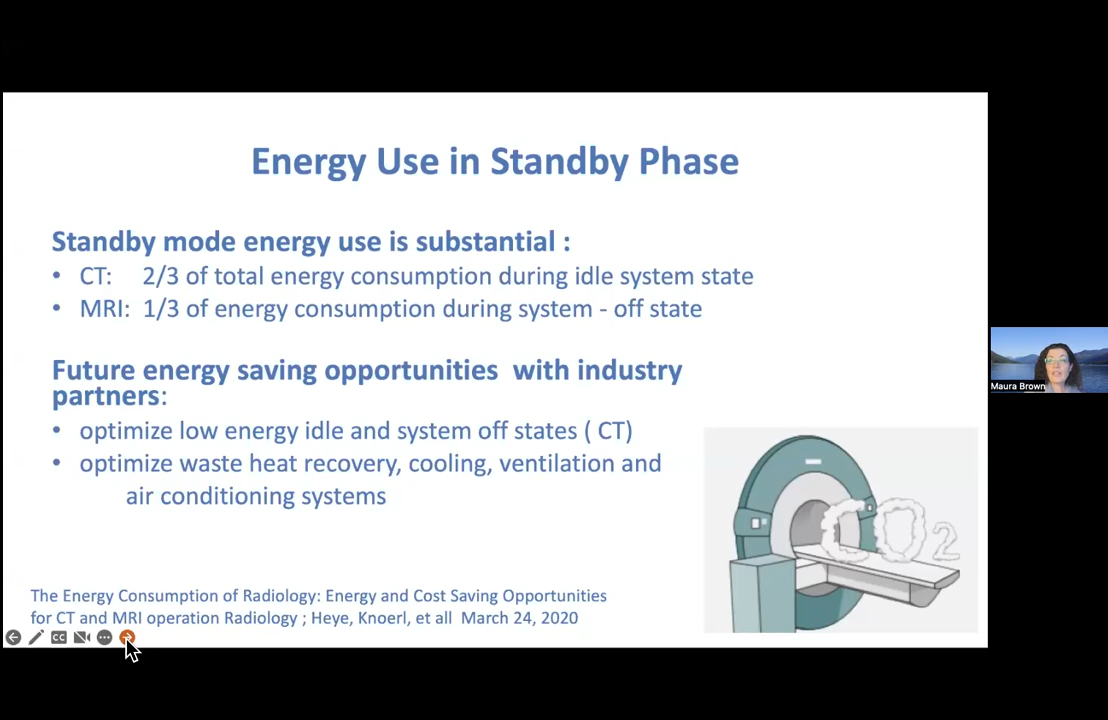 Energy Use in Standby Phase
Standby mode energy use is substantial :
• CT: 2/3 of total energy consumption during idle system state
• MRI: 1/3 of energy consumption during system - off state
Future energy saving opportunities with industry
partners:
• optimize low energy idle and system off states ( CT)
• optimize waste heat recovery, cooling, ventilation and
air conditioning systems
CO2
The Energy Consumption of Radiology: Energy and Cost Saving Opportunities
for CT and MRI operation Radiology ; Heye, Knoerl, et all March 24, 2020
CC
Maura Brown